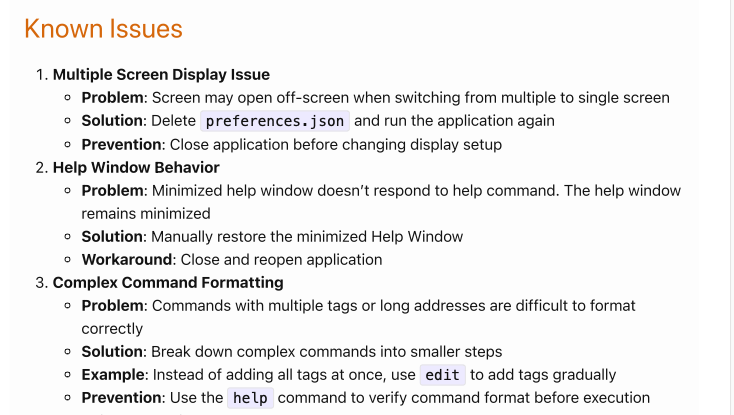 Known Issues
1. Multiple Screen Display Issue
◦ Problem: Screen may open off-screen when switching from multiple to single screen
◦ Solution: Delete preferences.json and run the application again
◦ Prevention: Close application before changing display setup
2. Help Window Behavior
◦ Problem: Minimized help window doesn’t respond to help command. The help window
remains minimized
◦ Solution: Manually restore the minimized Help Window
◦ Workaround: Close and reopen application
3. Complex Command Formatting
◦ Problem: Commands with multiple tags or long addresses are difficult to format
correctly
◦ Solution: Break down complex commands into smaller steps
◦ Example: Instead of adding all tags at once, use edit to add tags gradually
◦ Prevention: Use the help command to verify command format before execution